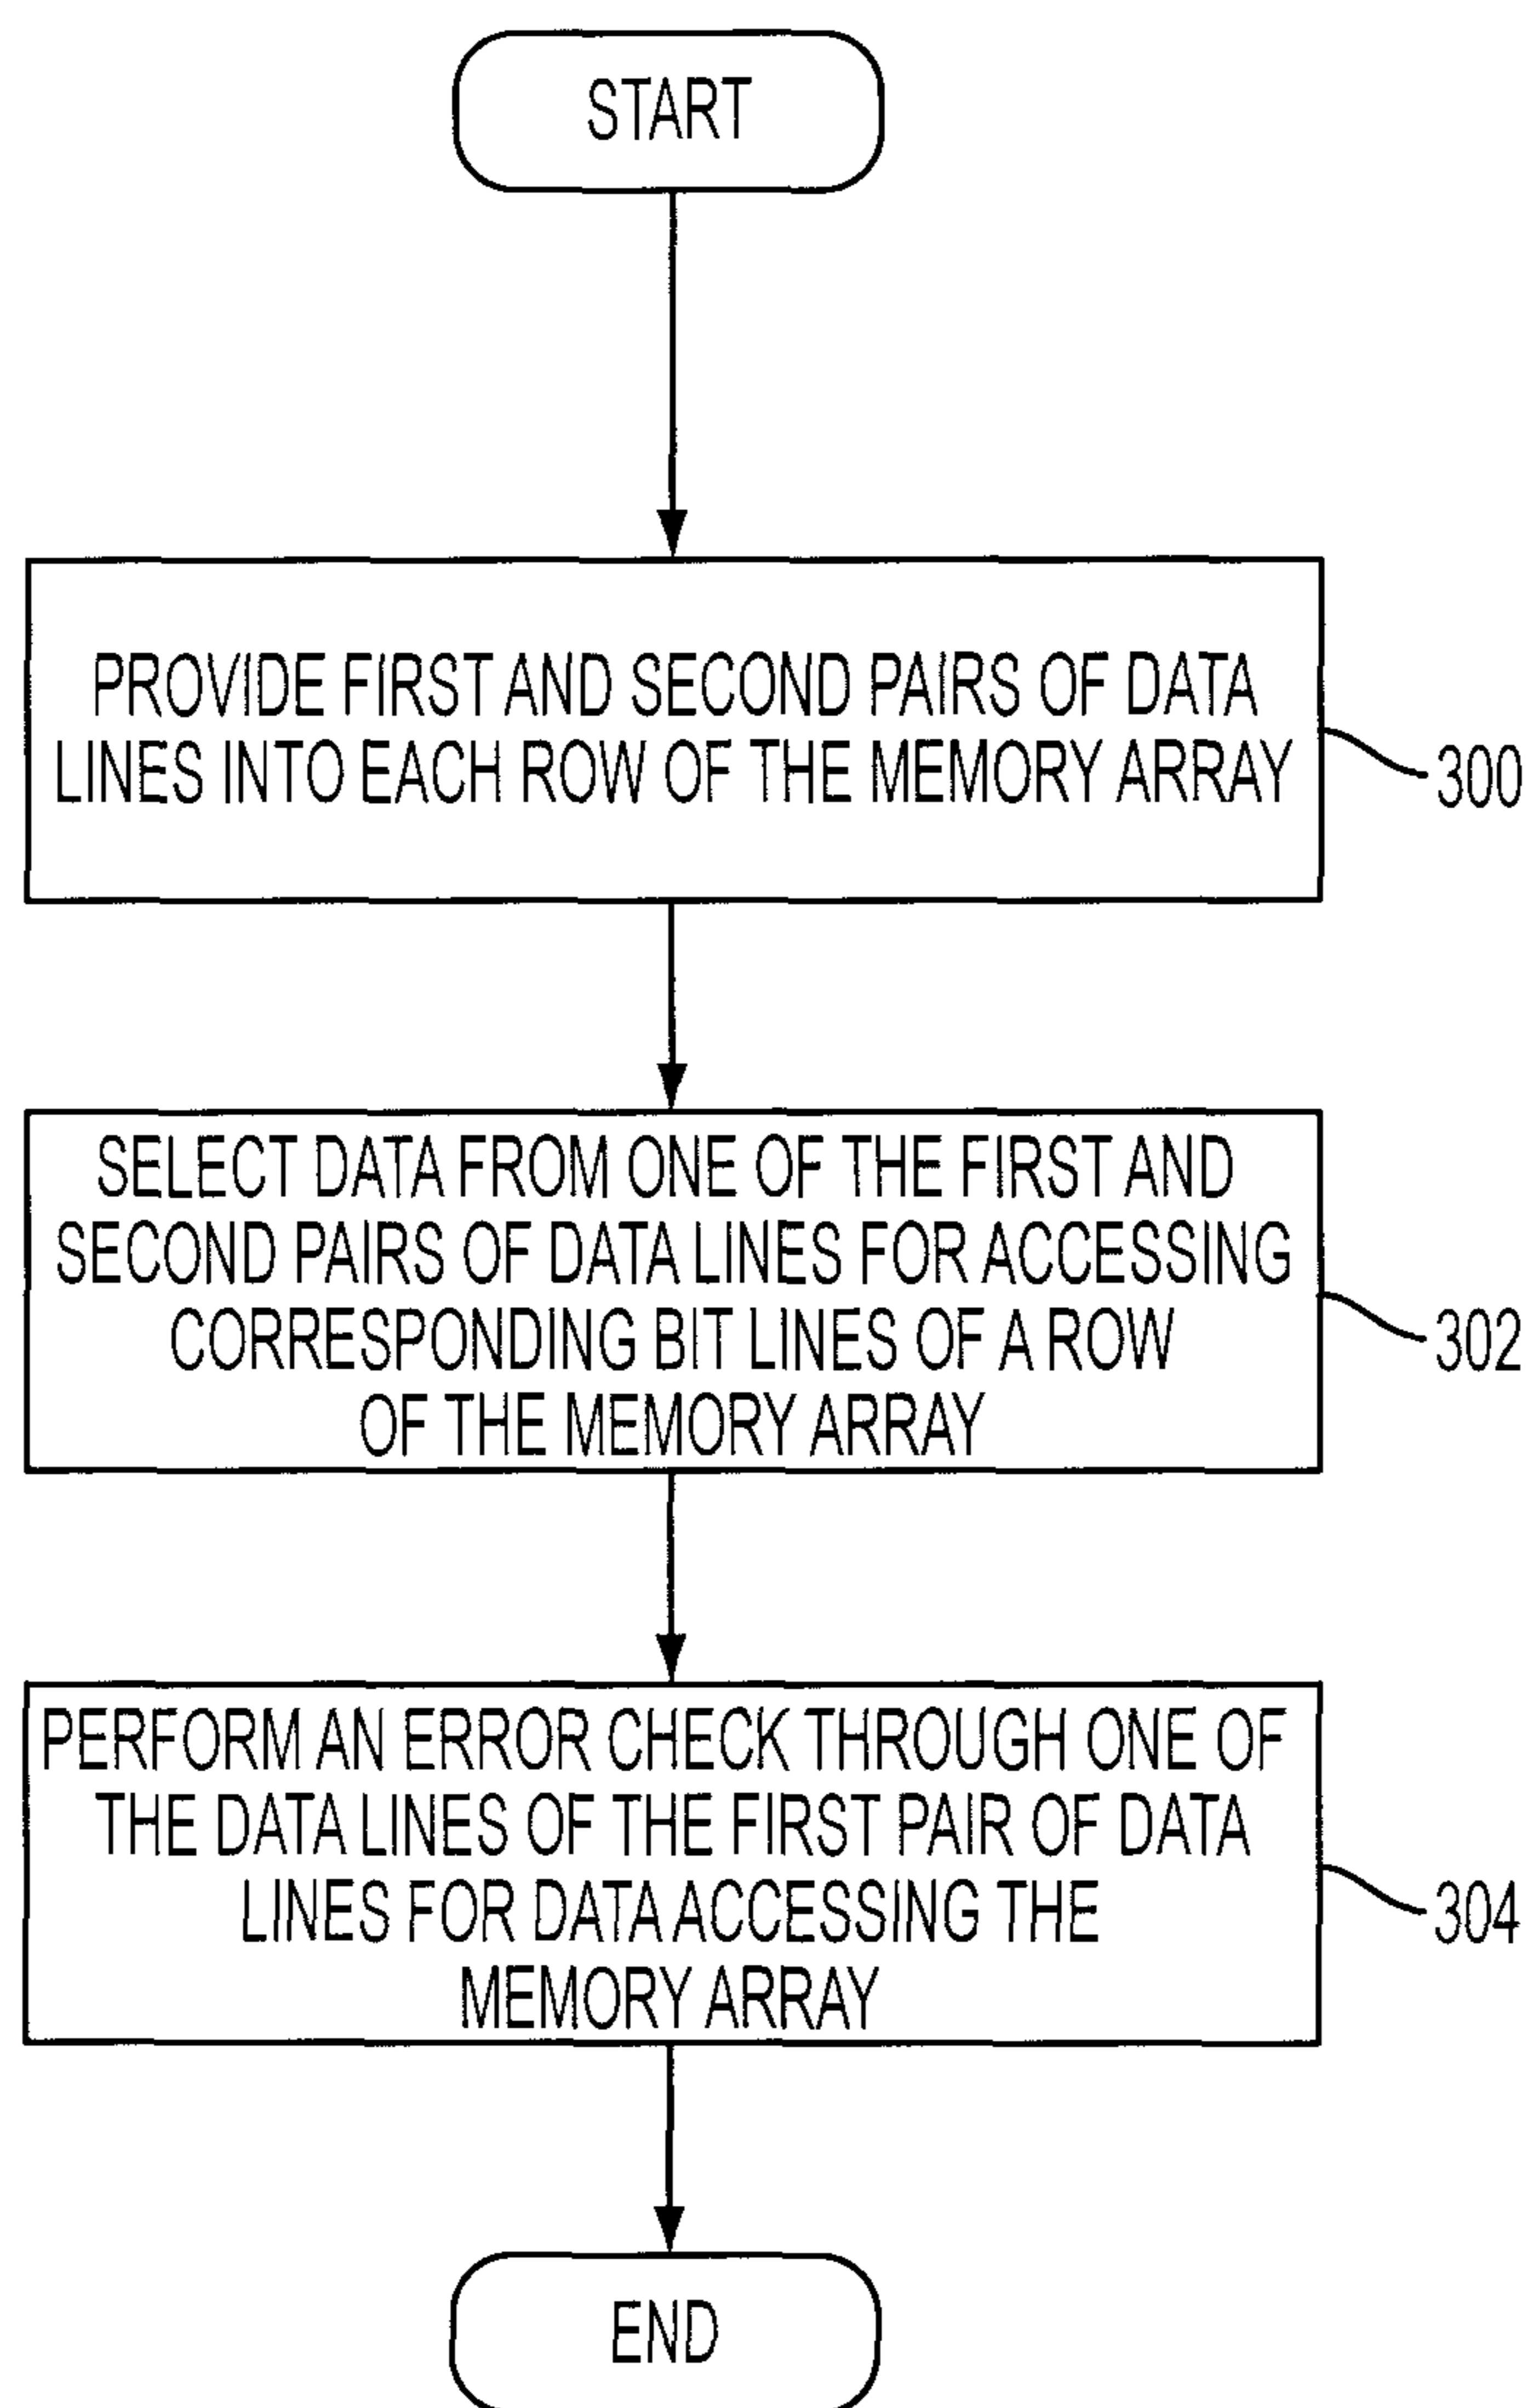 START
PROVIDE FIRST AND SECOND PAIRS OF DATA
LINES INTO EACH ROW OF THE MEMORY ARRAY
300
SELECT DATA FROM ONE OF THE FIRST AND
SECOND PAIRS OF DATA LINES FOR ACCESSING
CORRESPONDING BIT LINES OF A ROW
OF THE MEMORY ARRAY
302
PERFORM AN ERROR CHECK THROUGH ONE OF
THE DATA LINES OF THE FIRST PAIR OF DATA
LINES FOR DATA ACCESSING THE
MEMORY ARRAY
304
END